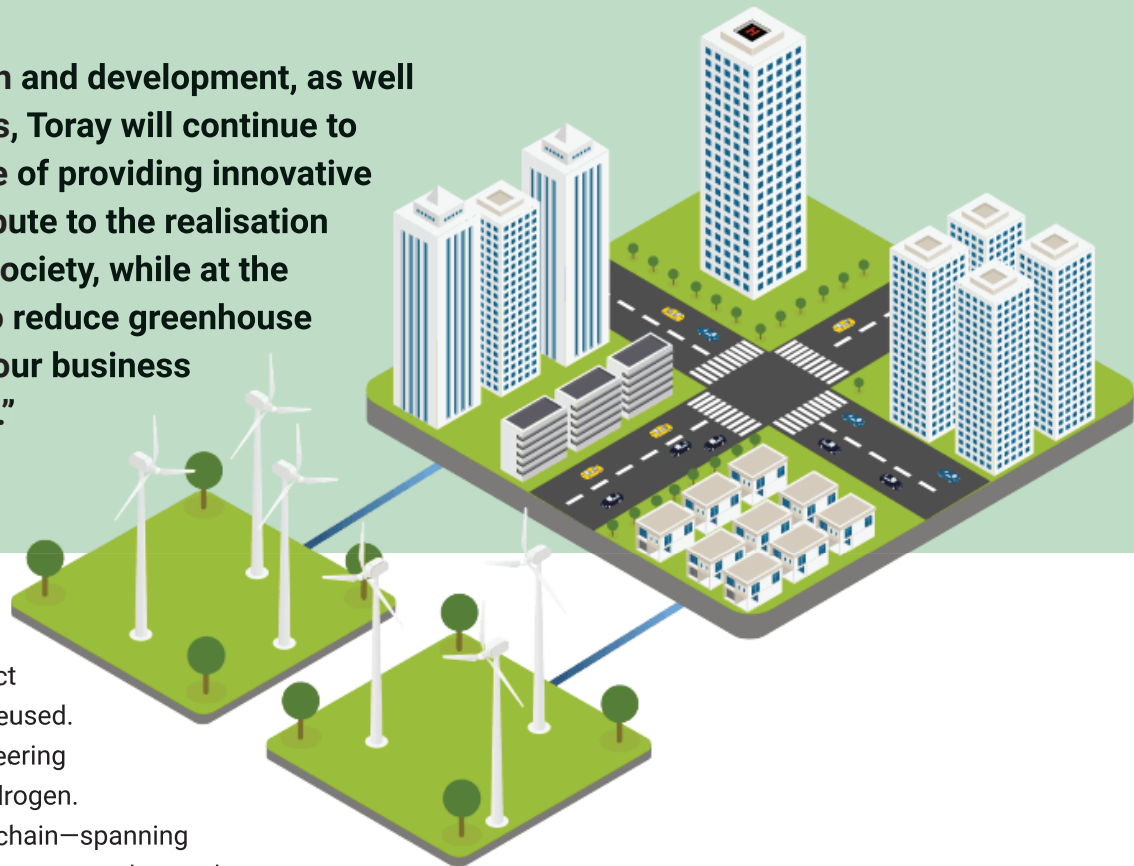 and development, as well
s, Toray will continue to
e of providing innovative
bute to the realisation
ociety, while at the
o reduce greenhouse
our business
.”
H
ct
eused.
eering
drogen.
chain—spanning